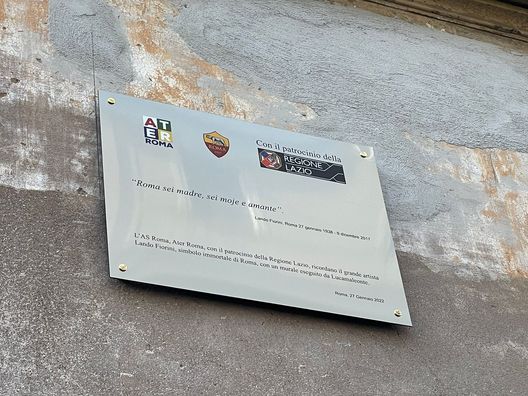 ATER
ROMA
ROMA
Con il patrocinio della
REGIONE
LAZIO
“Roma sei madre, sei moje e amante”.
Lando Fiorini, Roma 27 gennaio 1938 - 9 dicembre 2017
L'AS Roma, Ater Roma, con il patrocinio della Regione Lazio, ricordano il grande artista
Lando Fiorini, simbolo immortale di Roma, con un murale eseguito da Lucamaleonte.
Roma, 27 Gennaio 2022